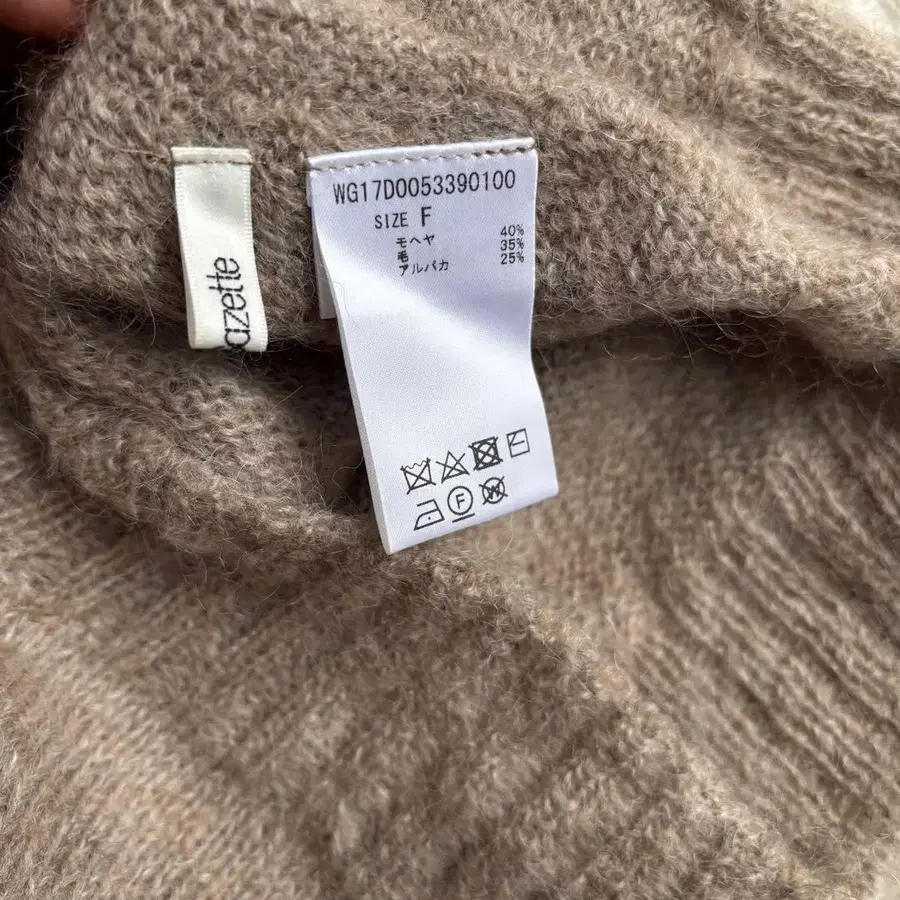 azette
WG17D0053390100
SIZE F
モヘヤ 40%
毛 35%
アルパカ 25%
F
W